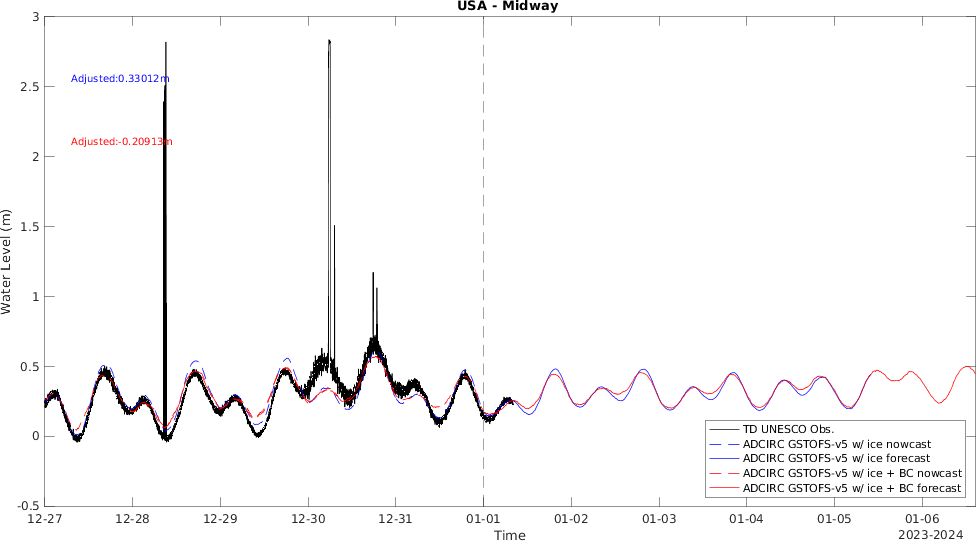 USA - Midway
3
2.5
2
1.5
1
0.5
0
-0.5
Water Level (m)
Adjusted:0.33012m
Adjusted:-0.20913m
TD UNESCO Obs.
ADCIRC GSTOFS-v5 w/ ice nowcast
ADCIRC GSTOFS-v5 w/ ice forecast
ADCIRC GSTOFS-v5 w/ ice + BC nowcast
ADCIRC GSTOFS-v5 w/ ice + BC forecast
12-27 12-28 12-29 12-30 12-31 01-01 01-02 01-03 01-04 01-05 01-06
Time
2023-2024